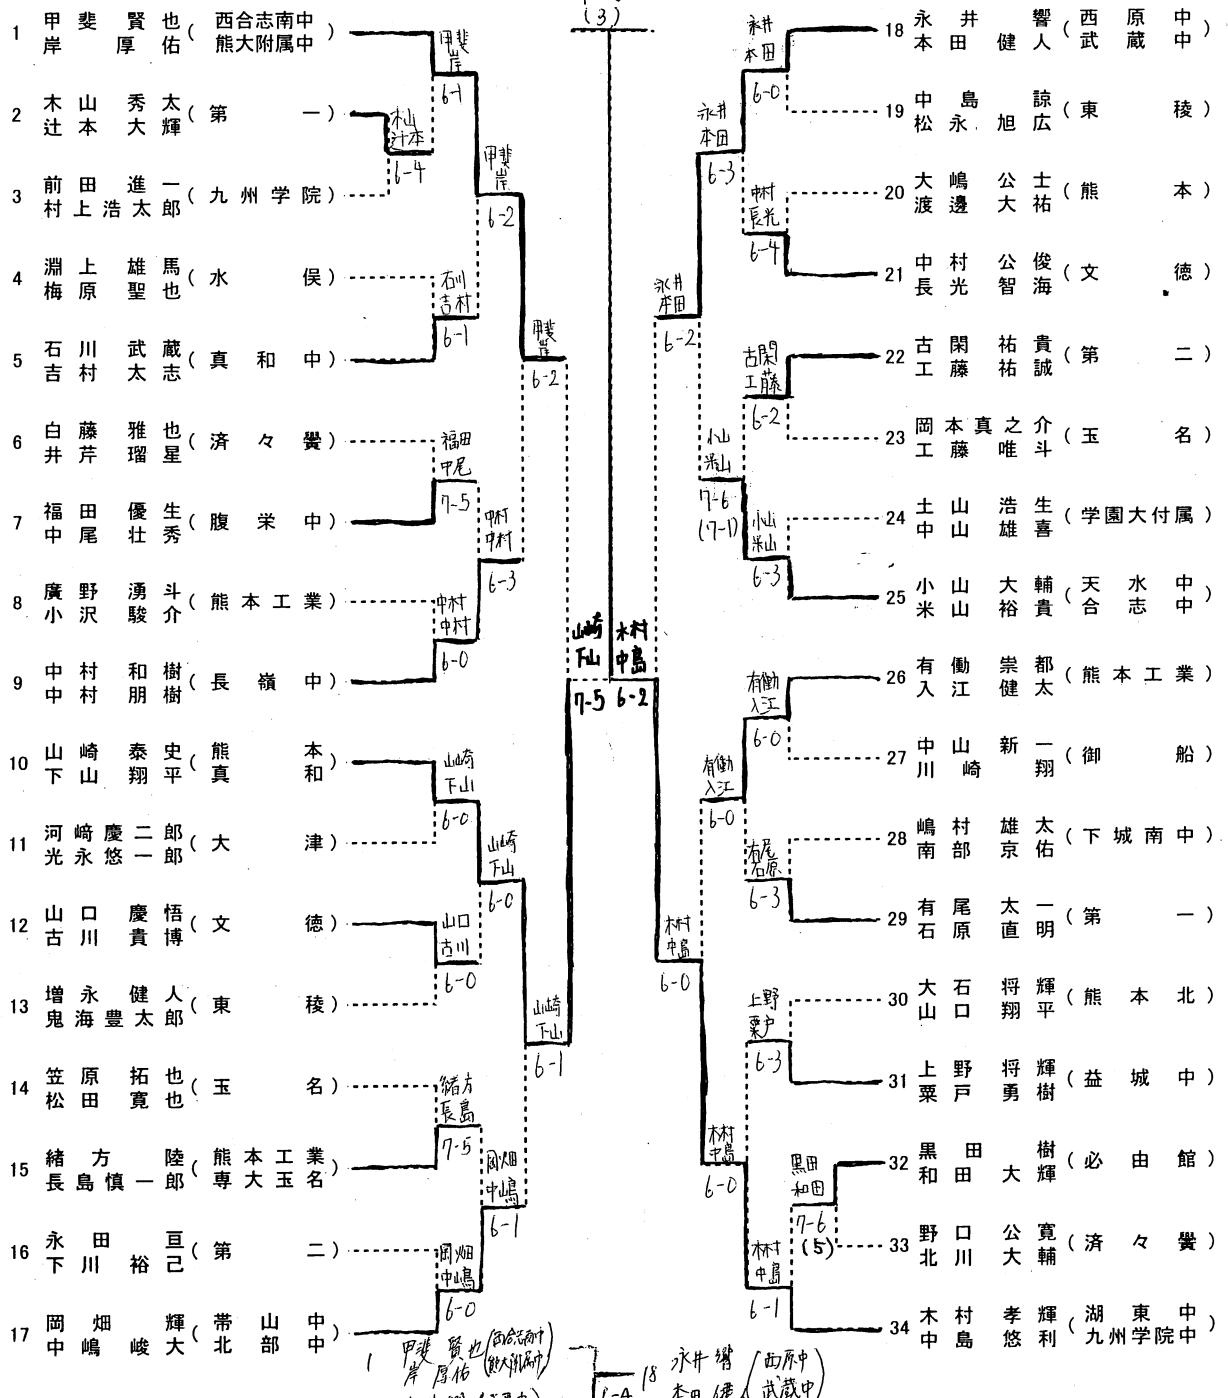 (3)
1 甲斐 賢也 (西合志南中
岸 厚佑 熊大附属中)
2 木山 秀太 (第一)
辻本 大輝
3 前田 進一 (九州学院)
村上 浩太郎
4 淵上 雄馬 (水俣)
梅原 聖也
5 石川 武蔵 (真和中)
吉村 太志
6 白藤 雅也 (済々黌)
井芹 瑠星
7 福田 優生 (腹栄中)
中尾 壮秀
8 廣野 湧斗 (熊本工業)
小沢 駿介
9 中村 和樹 (長嶺中)
中村 朋樹
10 山崎 泰史 (熊本
下山 翔平 真和)
11 河﨑 慶二郎 (大津)
光永 悠一郎
12 山口 慶悟 (文徳)
古川 貴博
13 増永 健人 (東稜)
鬼海 豊太郎
14 笠原 拓也 (玉名)
松田 寛也
15 緒方 陸 (熊本工業
長島 慎一郎 専大玉名)
16 永田 亘 (第二)
下川 裕己
17 岡畑 輝 (帯山中
中嶋 峻大 北部中)
甲斐
岸
6-1
木山
辻本
6-4
甲斐
岸
6-2
石川
吉村
6-1
甲斐
岸
6-2
福田
中尾
7-5
中村
中村
6-3
中村
中村
6-0
山崎
下山
7-5
山崎
下山
6-0
山崎
下山
6-0
山口
古川
6-0
山崎
下山
6-1
緒方
長島
7-5
岡畑
中嶋
6-1
岡畑
中嶋
6-0
木村
中島
6-2
永井
本田
6-0
永井
本田
6-3
中村
長光
6-4
永井
本田
6-2
古閑
工藤
6-2
小山
米山
7-6
(7-1)
小山
米山
6-3
有働
入江
6-0
有働
入江
6-0
有尾
石原
6-3
木村
中島
6-0
上野
粟戸
6-3
木村
中島
6-0
黒田
和田
7-6
(5)
木村
中島
6-1
18 永井 響 (西原中
本田 健人 武蔵中)
19 中島 諒 (東稜)
松永 旭広
20 大嶋 公士 (熊本)
渡邊 大祐
21 中村 公俊 (文徳)
長光 智海
22 古閑 祐貴 (第二)
工藤 祐誠
23 岡本 真之介 (玉名)
工藤 唯斗
24 土山 浩生 (学園大付属)
中山 雄喜
25 小山 大輔 (天水中
米山 裕貴 合志中)
26 有働 崇都 (熊本工業)
入江 健太
27 中山 新一 (御船)
川崎 翔
28 嶋村 雄太 (下城南中)
南部 京佑
29 有尾 太一 (第一)
石原 直明
30 大石 将輝 (熊本北)
山口 翔平
31 上野 将輝 (益城中)
粟戸 勇樹
32 黒田 樹 (必由館)
和田 大輝
33 野口 公寛 (済々黌)
北川 大輔
34 木村 孝輝 (湖東中
中島 悠利 九州学院中)
1 甲斐 賢也 (西合志南中
岸 厚佑 熊大附属中)
18 永井 響 (西原中
本田 健 武蔵中)